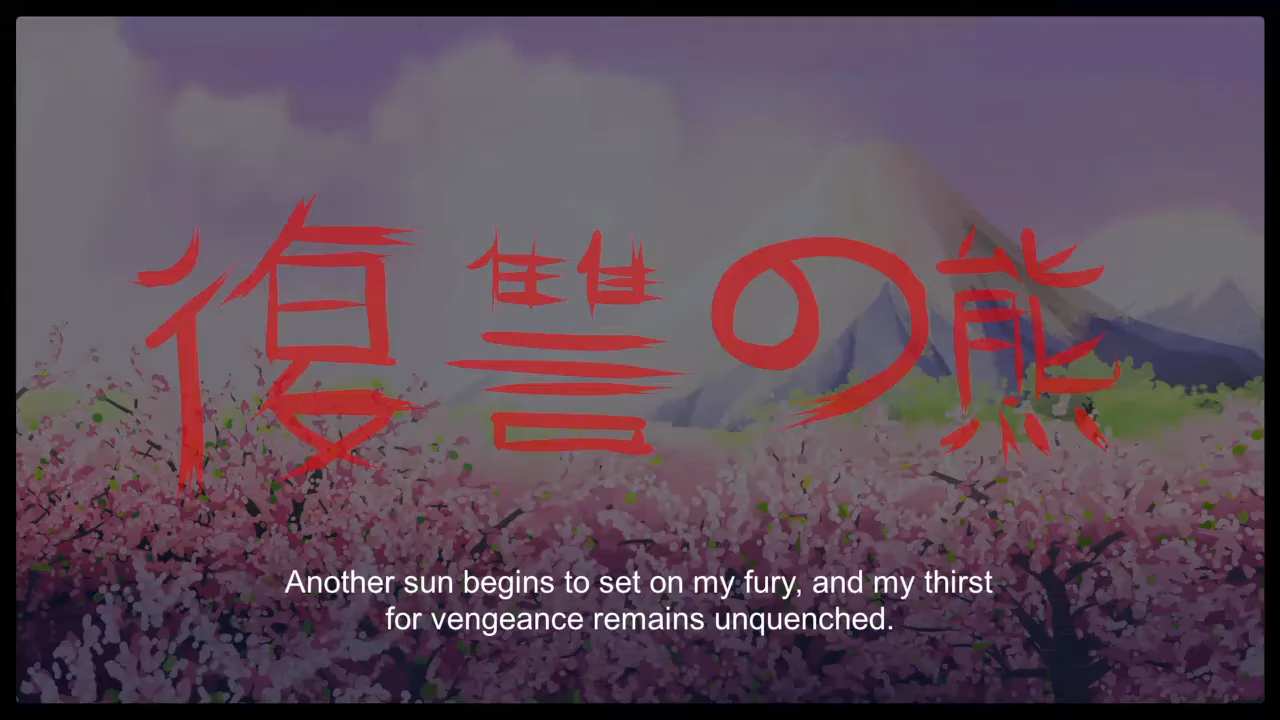 復讐の熊
Another sun begins to set on my fury, and my thirst
for vengeance remains unquenched.